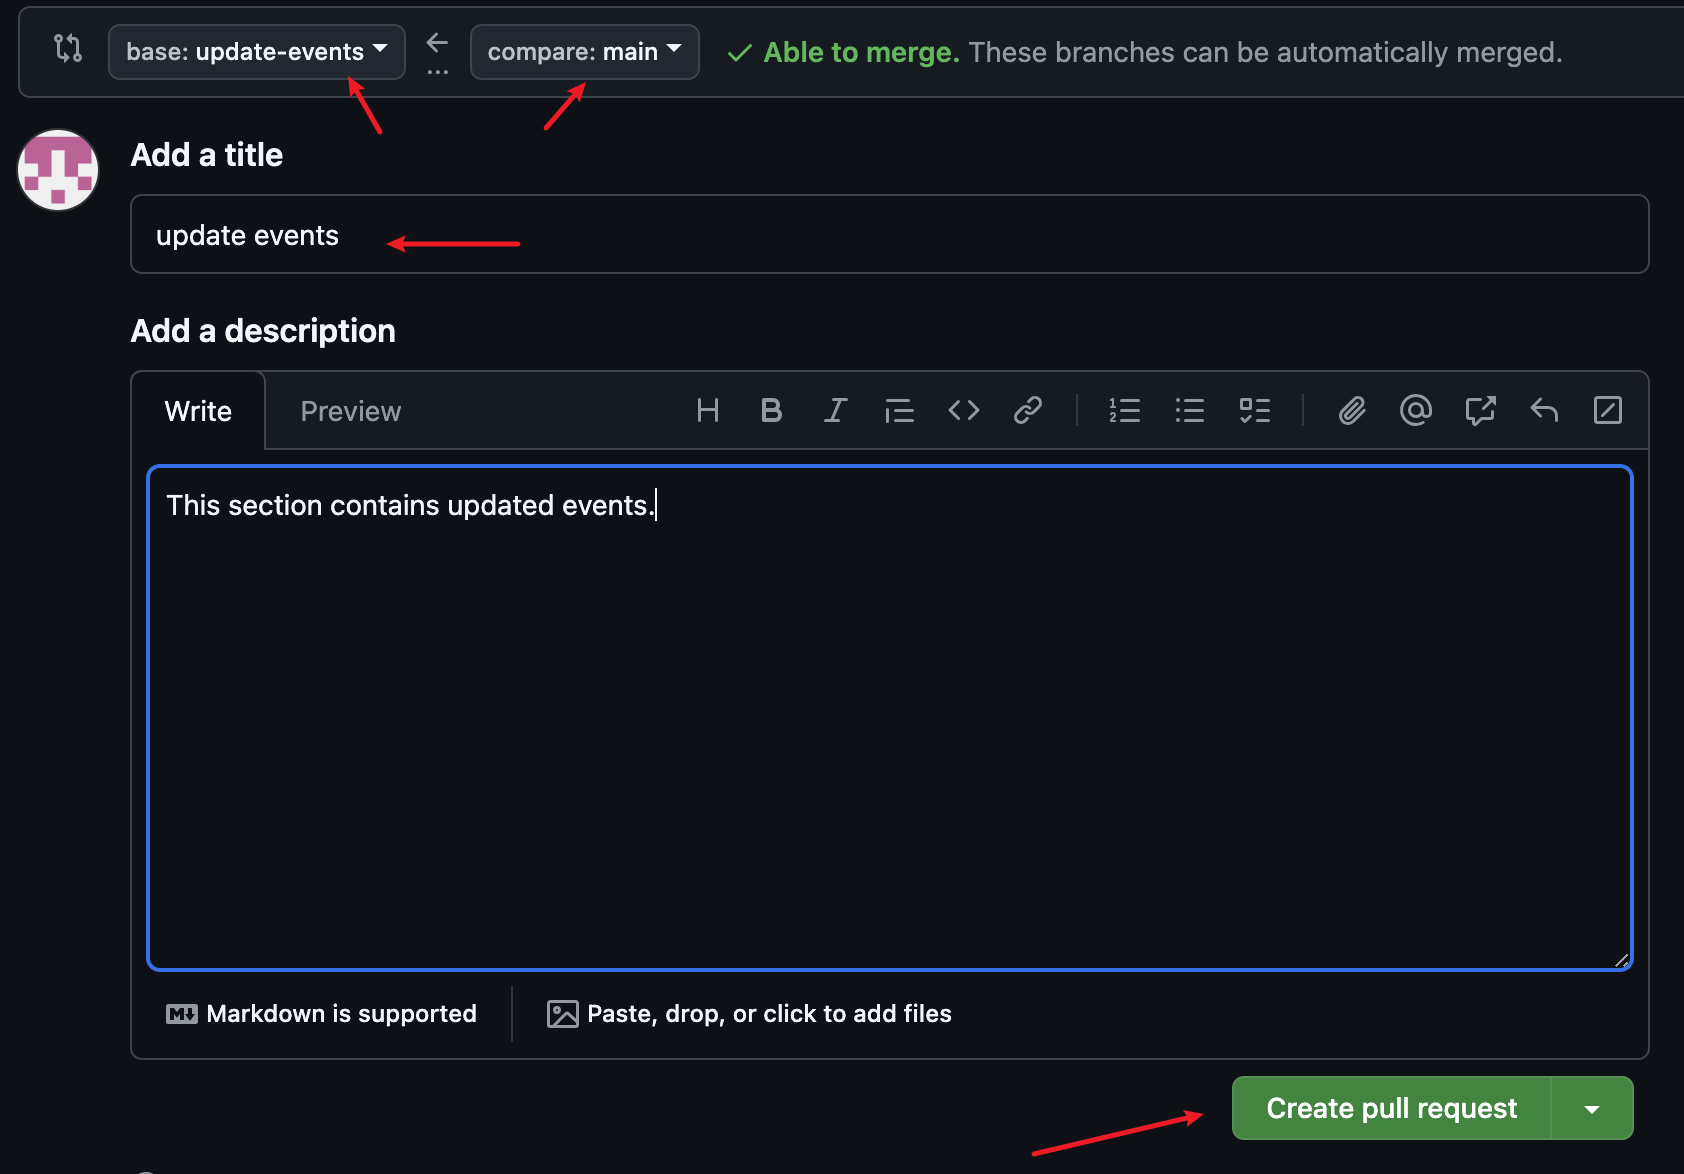 base: update-events
compare: main
Able to merge. These branches can be automatically merged.
Add a title
update events
Add a description
Write
Preview
This section contains updated events.
Markdown is supported
Paste, drop, or click to add files
Create pull request